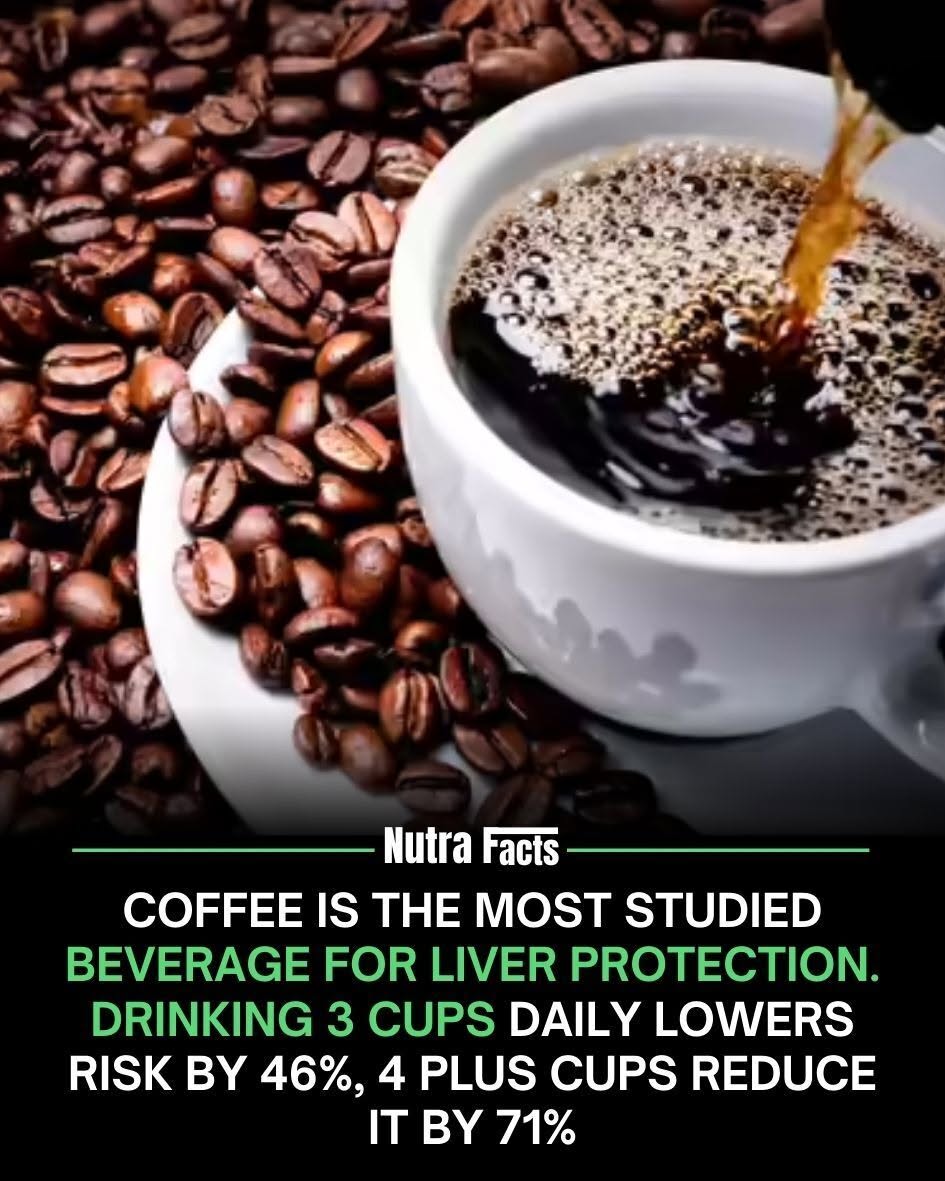 Nutra Facts
COFFEE IS THE MOST STUDIED
BEVERAGE FOR LIVER PROTECTION.
DRINKING 3 CUPS DAILY LOWERS
RISK BY 46%, 4 PLUS CUPS REDUCE
IT BY 71%